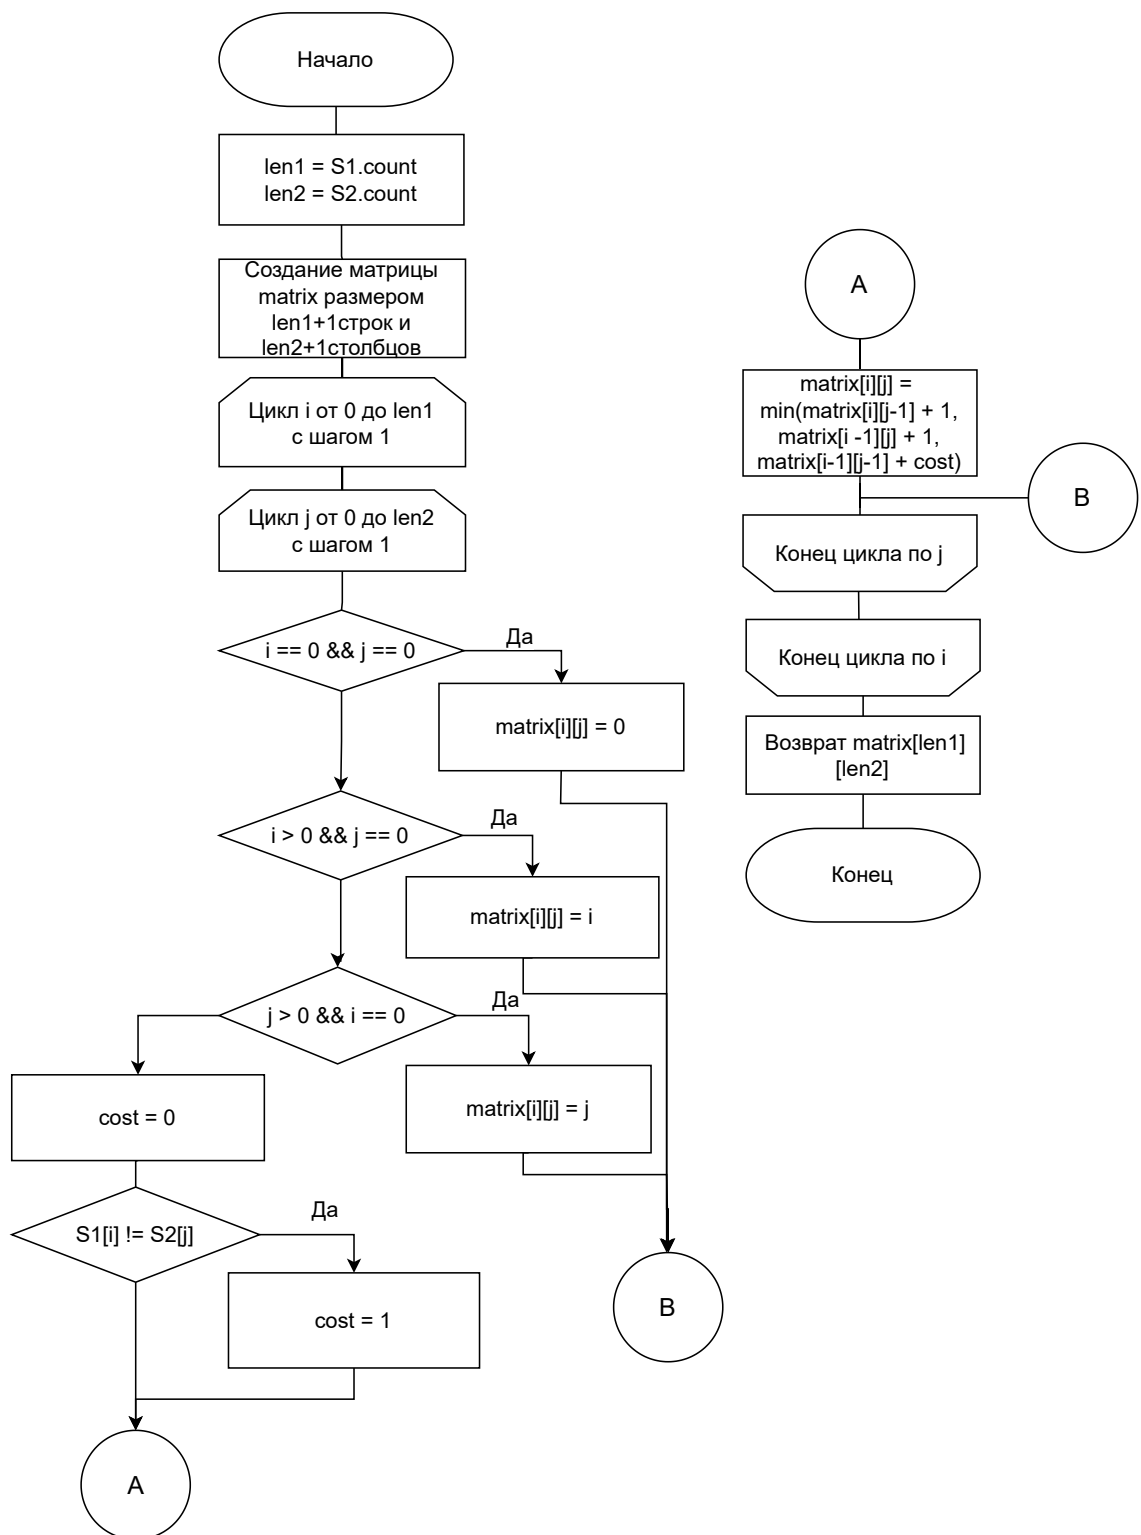 Начало
len1 = S1.count
len2 = S2.count
Создание матрицы
matrix размером
len1+1строк и
len2+1столбцов
Цикл i от 0 до len1
с шагом 1
Цикл j от 0 до len2
с шагом 1
i == 0 && j == 0
Да
matrix[i][j] = 0
i > 0 && j == 0
Да
matrix[i][j] = i
j > 0 && i == 0
Да
matrix[i][j] = j
cost = 0
S1[i] != S2[j]
Да
cost = 1
B
A
A
matrix[i][j] =
min(matrix[i][j-1] + 1,
matrix[i -1][j] + 1,
matrix[i-1][j-1] + cost)
B
Конец цикла по j
Конец цикла по i
Возврат matrix[len1]
[len2]
Конец